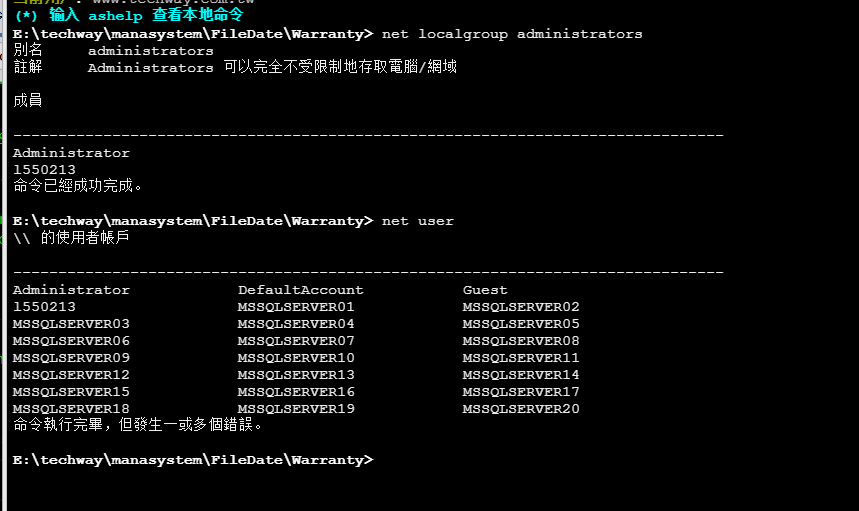 当前用户: www.techway.com.tw
(*) 输入 ashelp 查看本地命令
E:\techway\manasystem\FileDate\Warranty> net localgroup administrators
別名 administrators
註解 Administrators 可以完全不受限制地存取電腦/網域
成員
-------------------------------------------------------------------------------
Administrator
l550213
命令已經成功完成。
E:\techway\manasystem\FileDate\Warranty> net user
\\ 的使用者帳戶
-------------------------------------------------------------------------------
Administrator DefaultAccount Guest
l550213 MSSQLSERVER01 MSSQLSERVER02
MSSQLSERVER03 MSSQLSERVER04 MSSQLSERVER05
MSSQLSERVER06 MSSQLSERVER07 MSSQLSERVER08
MSSQLSERVER09 MSSQLSERVER10 MSSQLSERVER11
MSSQLSERVER12 MSSQLSERVER13 MSSQLSERVER14
MSSQLSERVER15 MSSQLSERVER16 MSSQLSERVER17
MSSQLSERVER18 MSSQLSERVER19 MSSQLSERVER20
命令執行完畢，但發生一或多個錯誤。
E:\techway\manasystem\FileDate\Warranty>